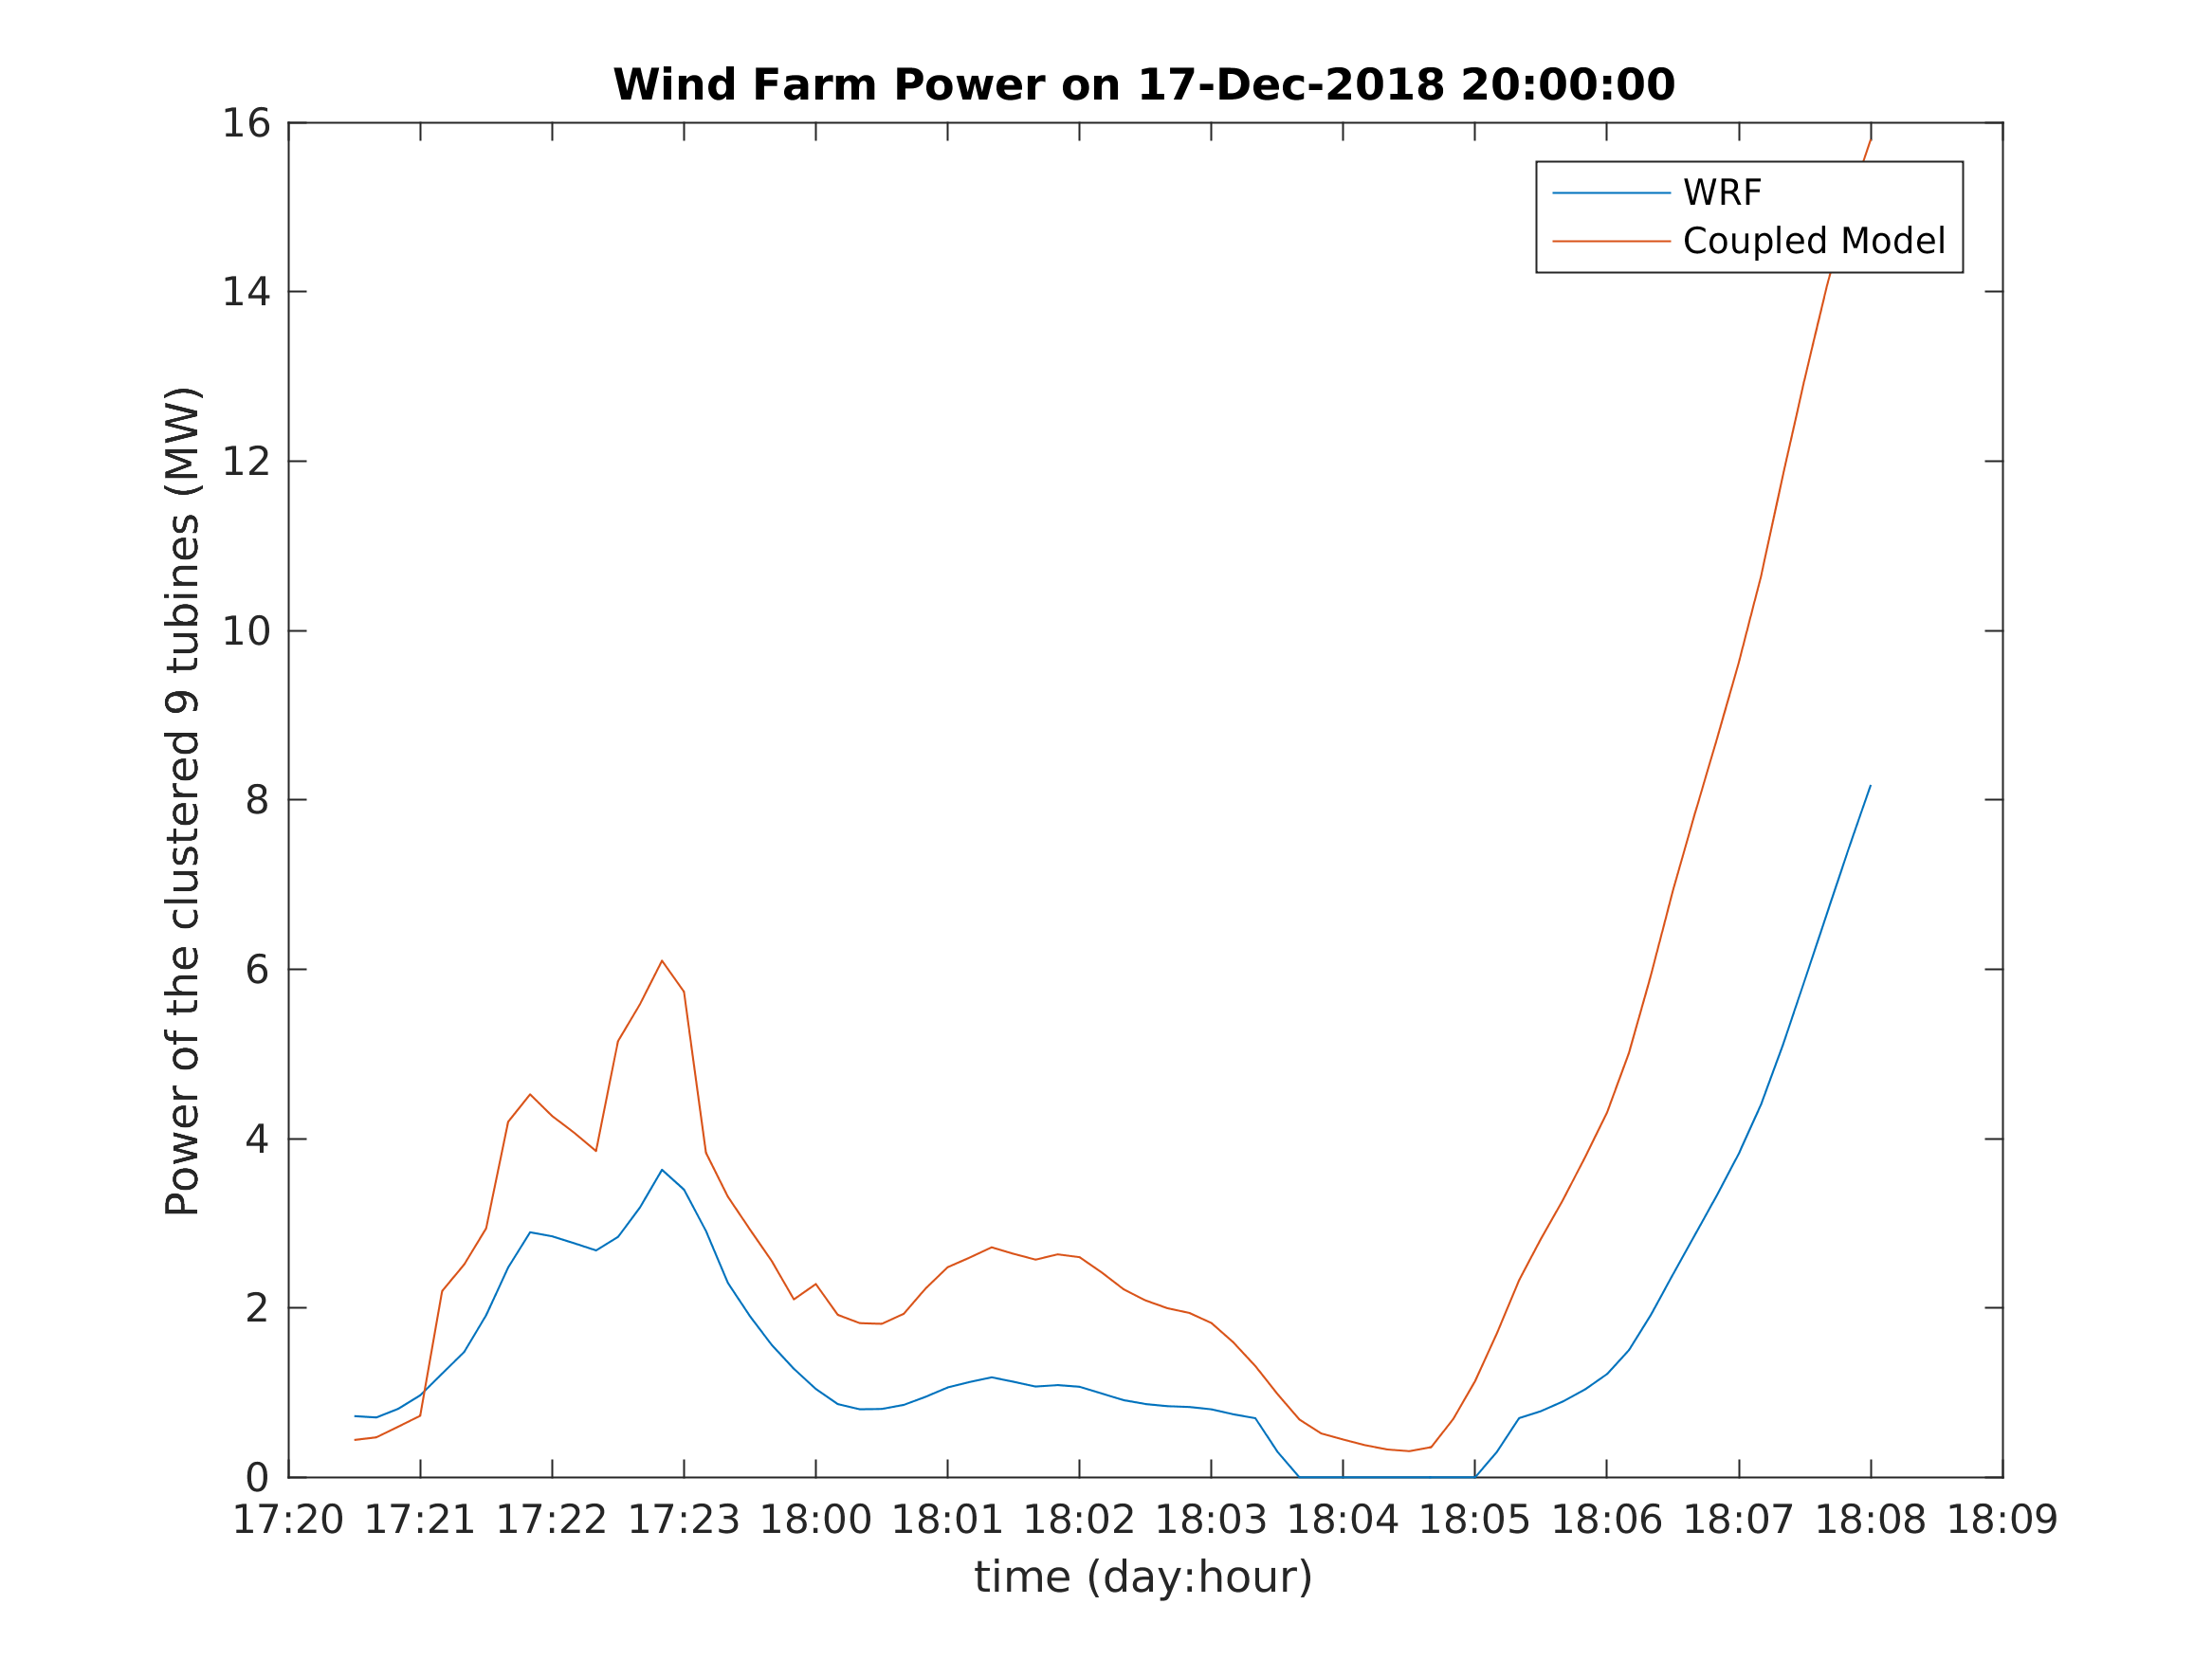 Wind Farm Power on 17-Dec-2018 20:00:00
16
14
12
10
8
6
4
2
0
Power of the clustered 9 tubines (MW)
WRF
Coupled Model
17:20 17:21 17:22 17:23 18:00 18:01 18:02 18:03 18:04 18:05 18:06 18:07 18:08 18:09
time (day:hour)